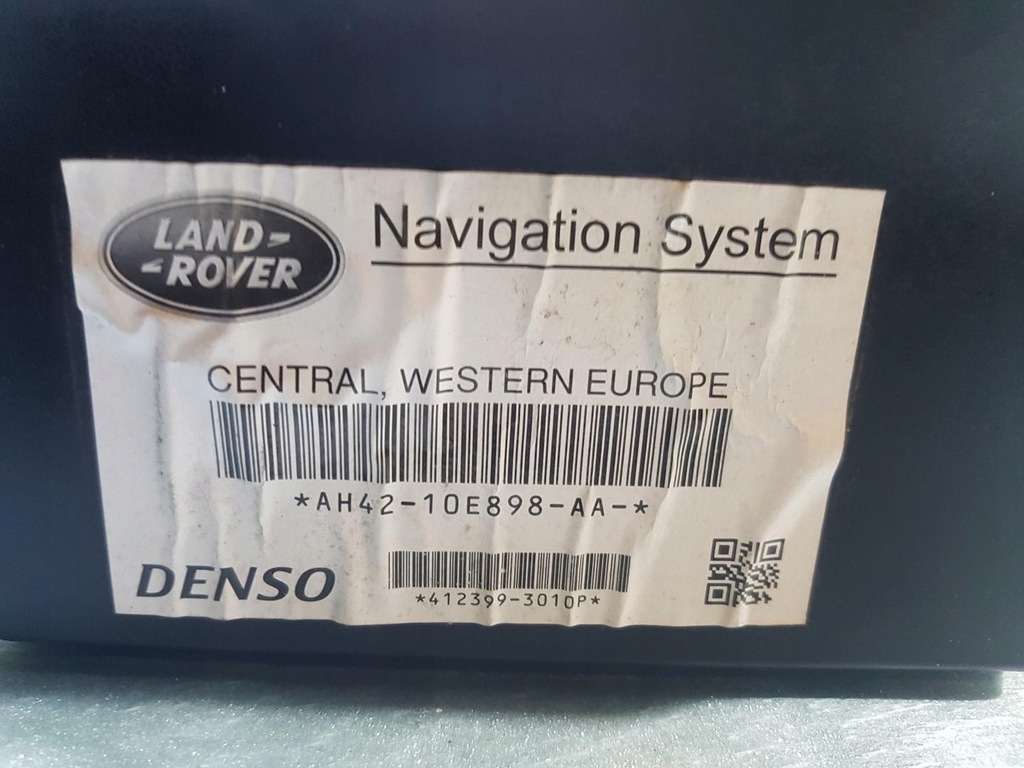 LAND-
-ROVER
Navigation System
CENTRAL, WESTERN EUROPE
*AH42-10E898-AA-*
DENSO
*412399-3010P*